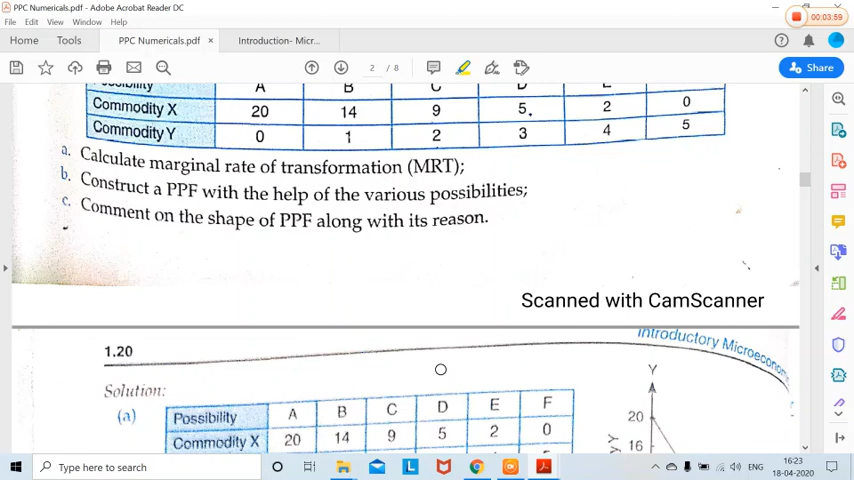 PPC Numericals.pdf - Adobe Acrobat Reader DC
00:03:59
File Edit View Window Help
Home Tools PPC Numericals.pdf × Introduction- Micr...
2 / 8
Share
Possibility A B C D E
Commodity X 20 14 9 5 2 0
Commodity Y 0 1 2 3 4 5
a. Calculate marginal rate of transformation (MRT);
b. Construct a PPF with the help of the various possibilities;
c. Comment on the shape of PPF along with its reason.
Scanned with CamScanner
1.20
Introductory Microeconom
Solution:
(a) Possibility A B C D E F
Commodity X 20 14 9 5 2 0
Y
20
16
Type here to search
ENG
16:23
18-04-2020